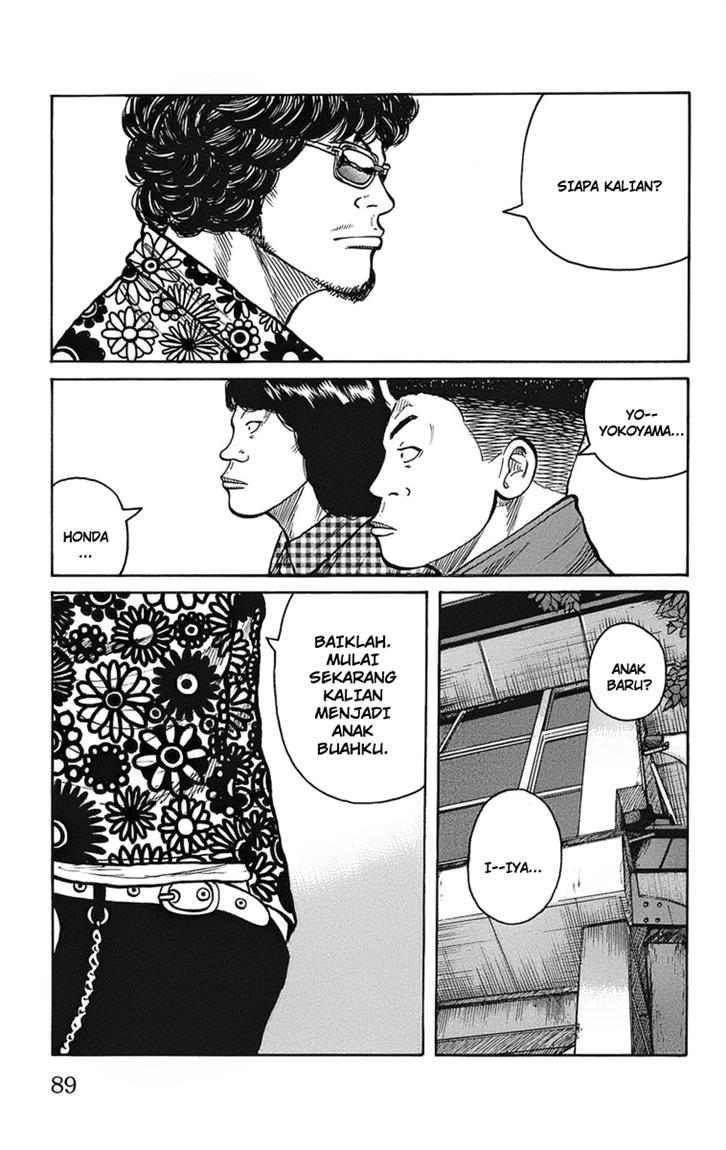 SIAPA KALIAN?
YO--
YOKOYAMA...
HONDA
...
ANAK
BARU?
I--IYA...
BAIKLAH.
MULAI
SEKARANG
KALIAN
MENJADI
ANAK
BUAHKU.
89